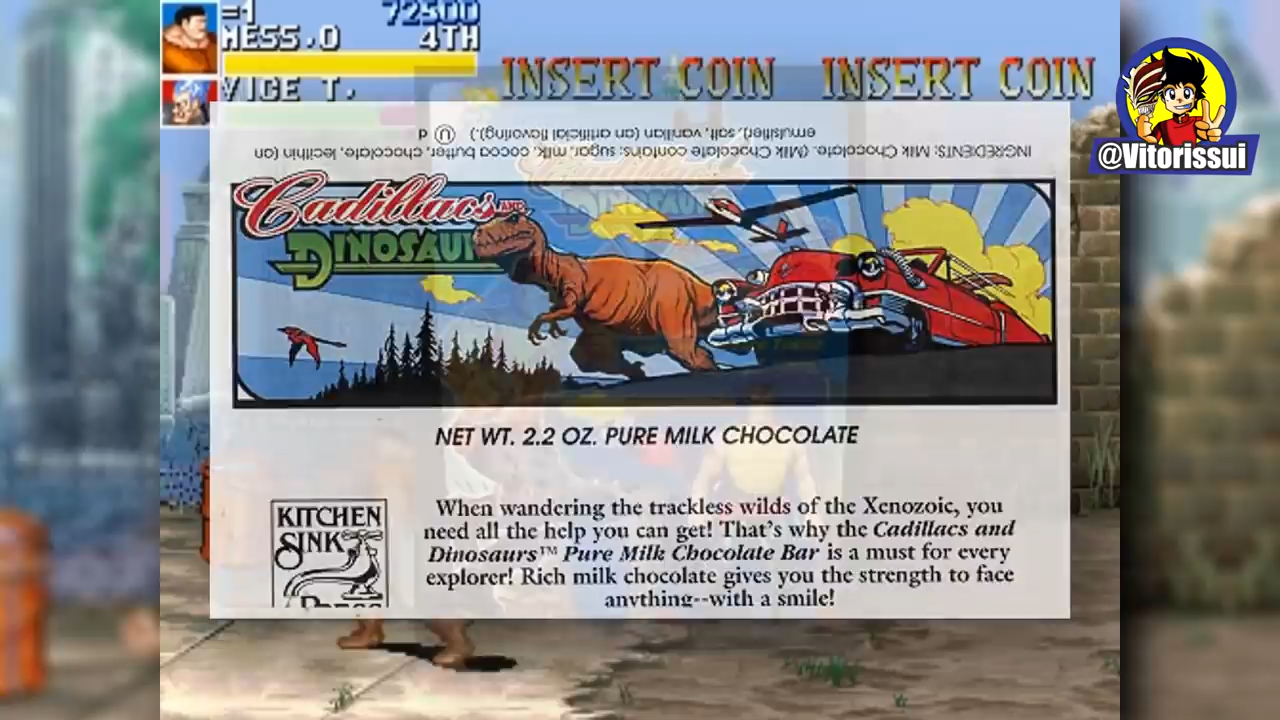 =1 72500
MESS.O 4TH
VICE T.
INSERT COIN INSERT COIN
@Vitorissui
emulsifier), salt, vanillan (an artificial flavoring).) U d
INGREDIENTS: Milk Chocolate. (Milk Chocolate contains: sugar, milk, cocoa butter, chocolate, lecithin (an
Cadillacs AND
DINOSAU
NET WT. 2.2 OZ. PURE MILK CHOCOLATE
KITCHEN
SINK
PRESS
When wandering the trackless wilds of the Xenozoic, you
need all the help you can get! That's why the Cadillacs and
Dinosaurs™ Pure Milk Chocolate Bar is a must for every
explorer! Rich milk chocolate gives you the strength to face
anything--with a smile!